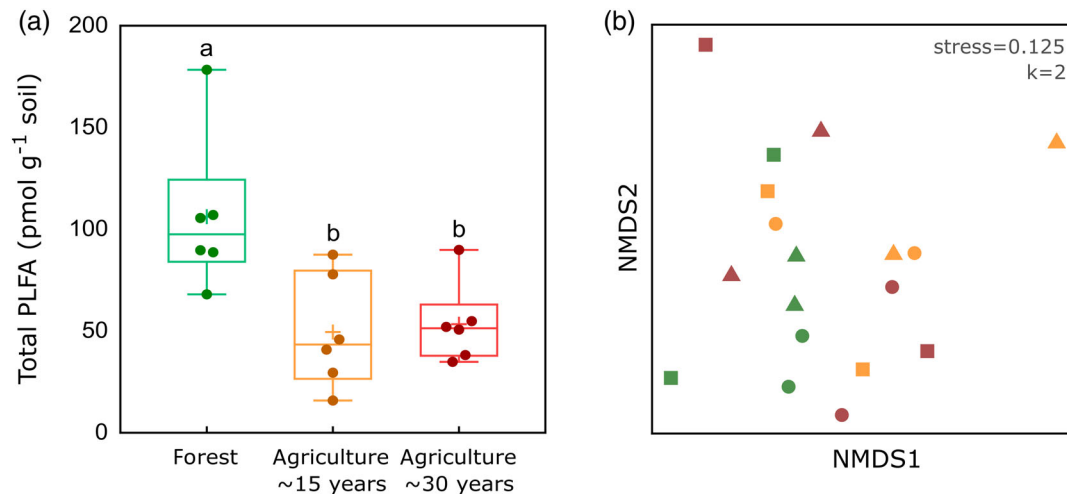 (a)
200
150
100
50
0
Total PLFA (pmol g⁻¹ soil)
a
b
b
Forest
Agriculture
~15 years
Agriculture
~30 years
(b)
stress=0.125
k=2
NMDS2
NMDS1